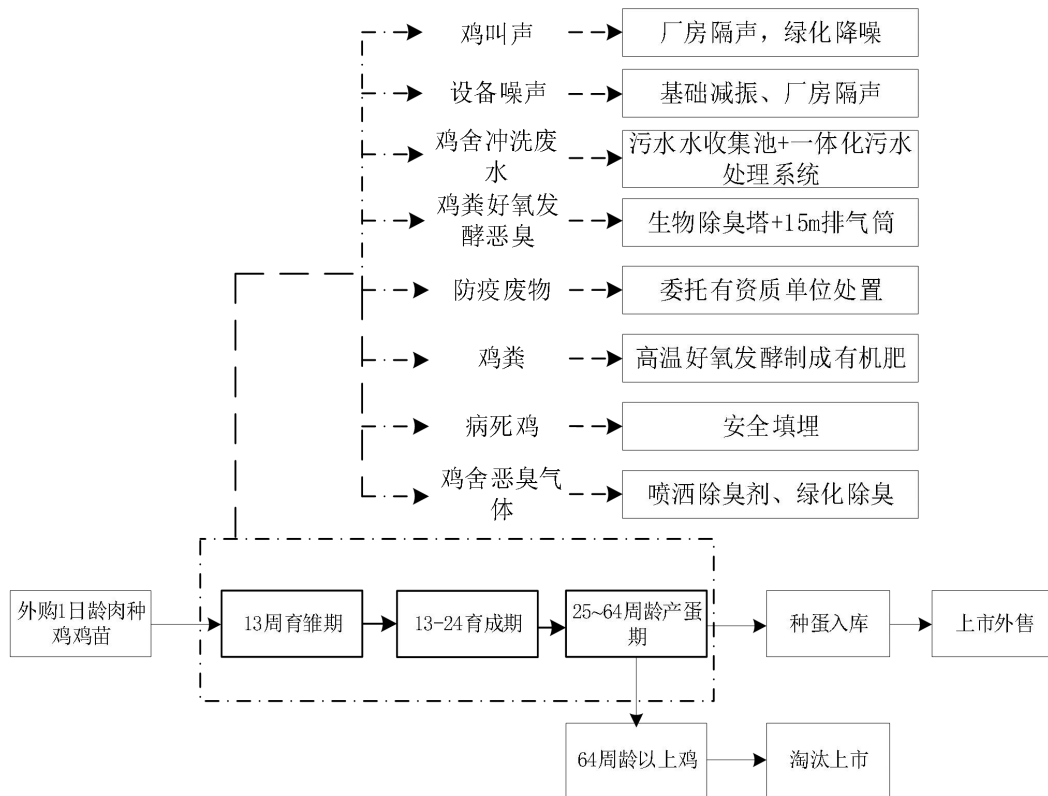 鸡叫声
厂房隔声，绿化降噪
设备噪声
基础减振、厂房隔声
鸡舍冲洗废
水
污水水收集池+一体化污水
处理系统
鸡粪好氧发
酵恶臭
生物除臭塔+15m排气筒
防疫废物
委托有资质单位处置
鸡粪
高温好氧发酵制成有机肥
病死鸡
安全填埋
鸡舍恶臭气
体
喷洒除臭剂、绿化除臭
外购1日龄肉种
鸡鸡苗
13周育雏期
13-24育成期
25~64周龄产蛋
期
种蛋入库
上市外售
64周龄以上鸡
淘汰上市